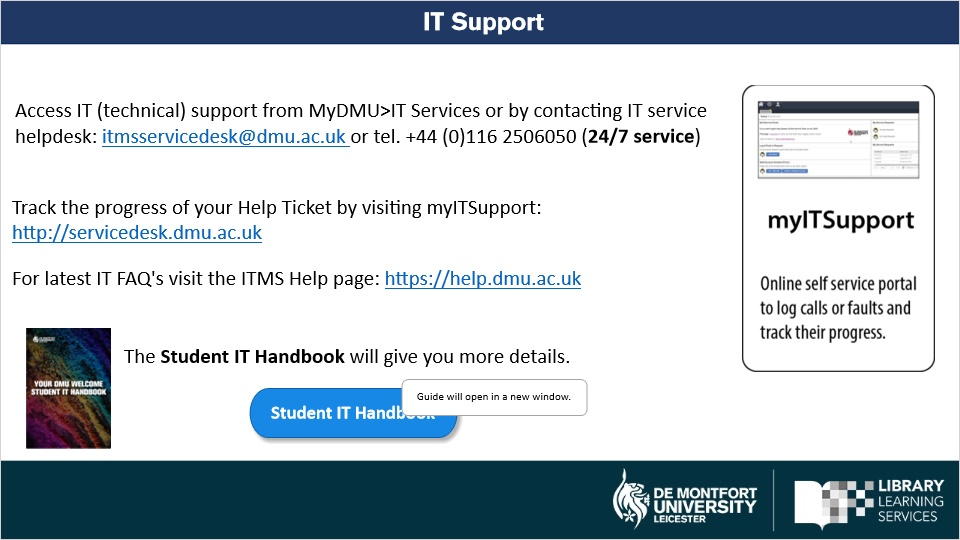 IT Support
Access IT (technical) support from MyDMU>IT Services or by contacting IT service
helpdesk: itmsservicedesk@dmu.ac.uk or tel. +44 (0)116 2506050 (24/7 service)
Track the progress of your Help Ticket by visiting myITSupport:
http://servicedesk.dmu.ac.uk
For latest IT FAQ's visit the ITMS Help page: https://help.dmu.ac.uk
myITSupport
Online self service portal
to log calls or faults and
track their progress.
YOUR DMU WELCOME
STUDENT IT HANDBOOK
The Student IT Handbook will give you more details.
Student IT Handbook
Guide will open in a new window.
DE MONTFORT
UNIVERSITY
LEICESTER
LIBRARY
LEARNING
SERVICES